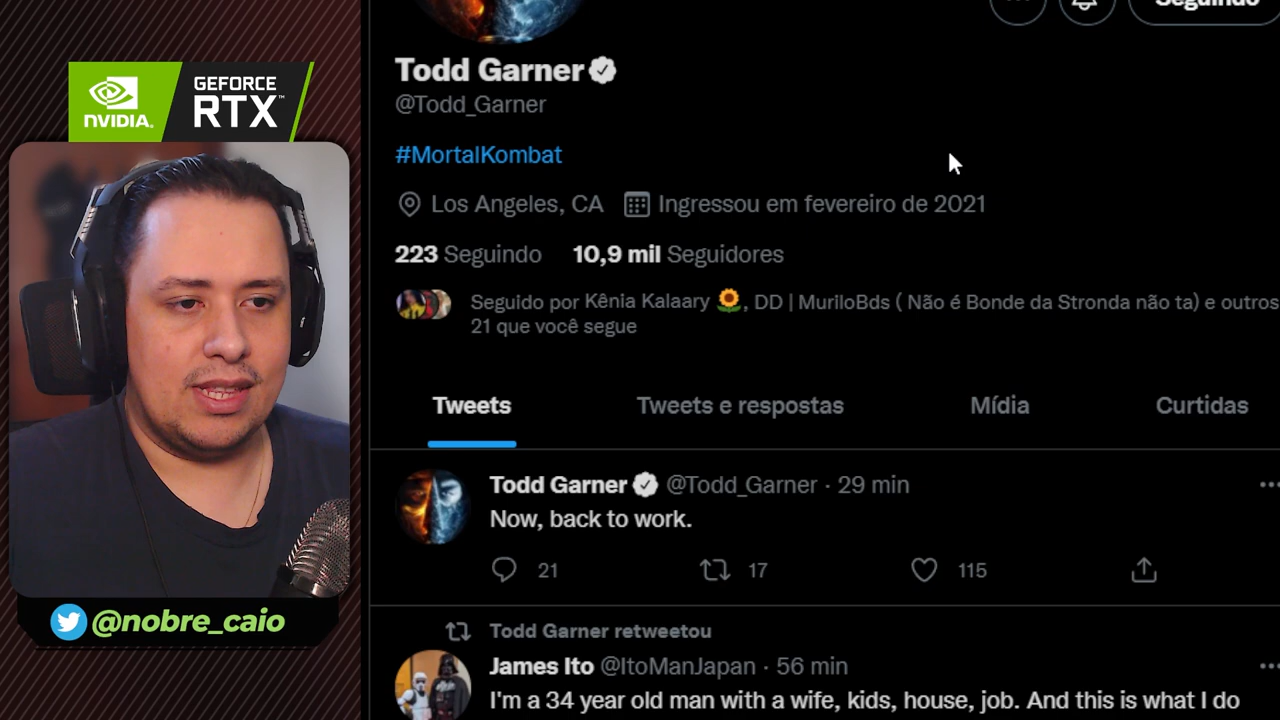 Seguindo
NVIDIA.
GEFORCE
RTX™
@nobre_caio
Todd Garner
@Todd_Garner
#MortalKombat
Los Angeles, CA Ingressou em fevereiro de 2021
223 Seguindo 10,9 mil Seguidores
Seguido por Kênia Kalaary 🌻, DD | MuriloBds ( Não é Bonde da Stronda não ta) e outros
21 que você segue
Tweets Tweets e respostas Mídia Curtidas
Todd Garner @Todd_Garner · 29 min
Now, back to work.
21 17 115
Todd Garner retweetou
James Ito @ItoManJapan · 56 min
I'm a 34 year old man with a wife, kids, house, job. And this is what I do